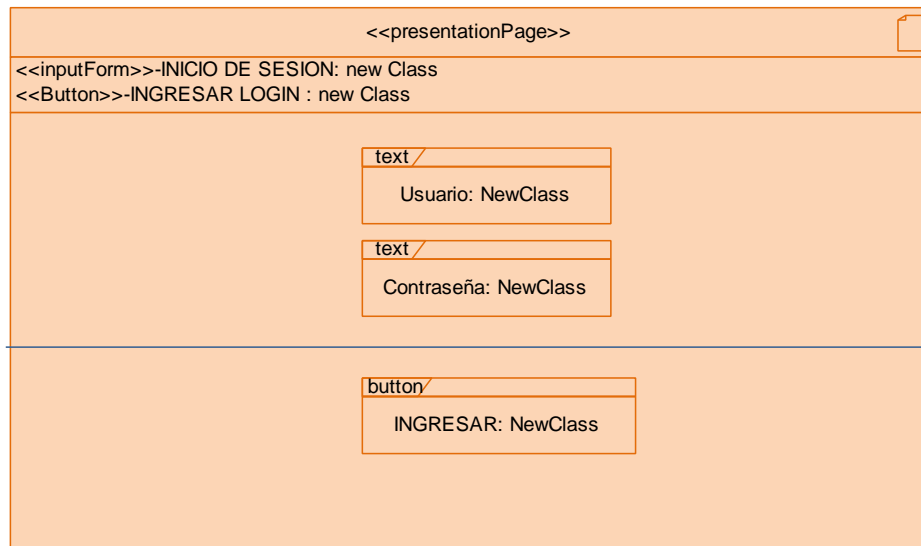 <<presentationPage>>
<<inputForm>>-INICIO DE SESION: new Class
<<Button>>-INGRESAR LOGIN : new Class
text
Usuario: NewClass
text
Contraseña: NewClass
button
INGRESAR: NewClass